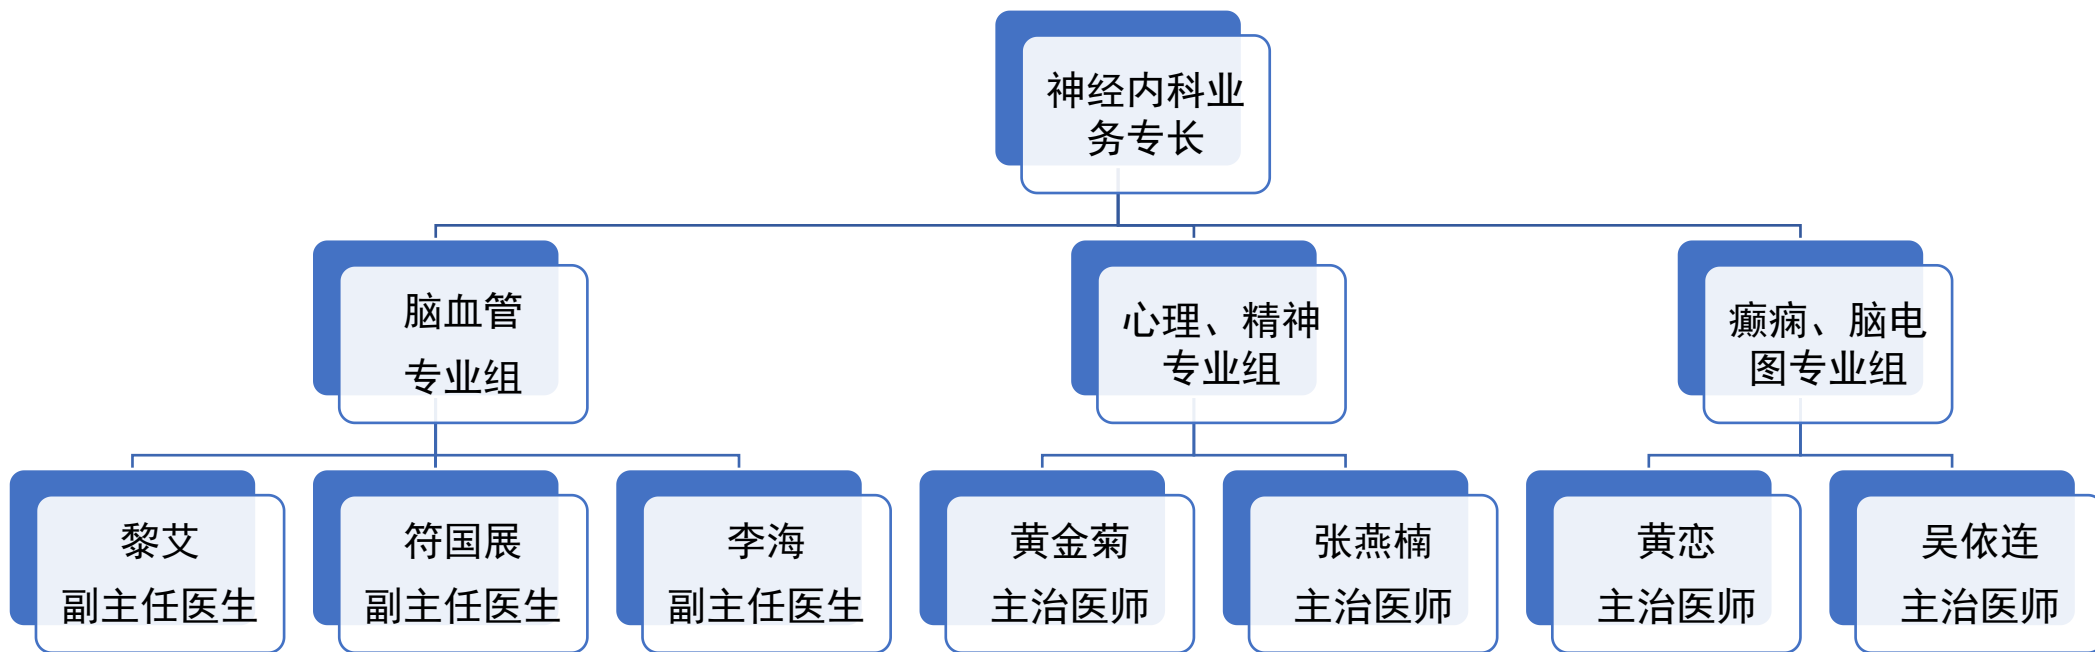 神经内科业
务专长
脑血管
专业组
心理、精神
专业组
癫痫、脑电
图专业组
黎艾
副主任医生
符国展
副主任医生
李海
副主任医生
黄金菊
主治医师
张燕楠
主治医师
黄恋
主治医师
吴依连
主治医师